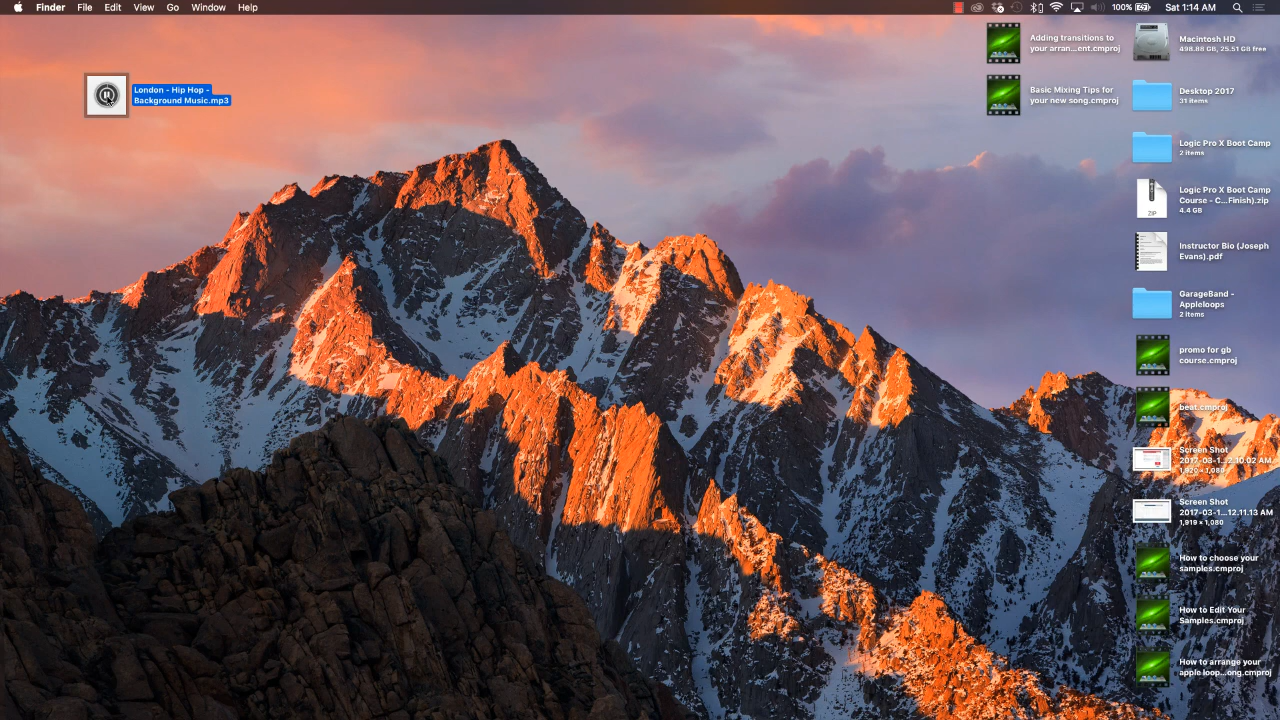 Finder File Edit View Go Window Help
100% Sat 1:14 AM
London - Hip Hop -
Background Music.mp3
Adding transitions to
your arran...ent.cmproj
Basic Mixing Tips for
your new song.cmproj
Macintosh HD
498.88 GB, 25.51 GB free
Desktop 2017
31 items
Logic Pro X Boot Camp
2 items
ZIP
Logic Pro X Boot Camp
Course - C...Finish).zip
4.4 GB
Instructor Bio (Joseph
Evans).pdf
GarageBand -
Appleloops
2 items
promo for gb
course.cmproj
beat.cmproj
Screen Shot
2017-03-1...2.10.02 AM
1,920 × 1,080
Screen Shot
2017-03-1...12.11.13 AM
1,919 × 1,080
How to choose your
samples.cmproj
How to Edit Your
Samples.cmproj
How to arrange your
apple loop...ong.cmproj